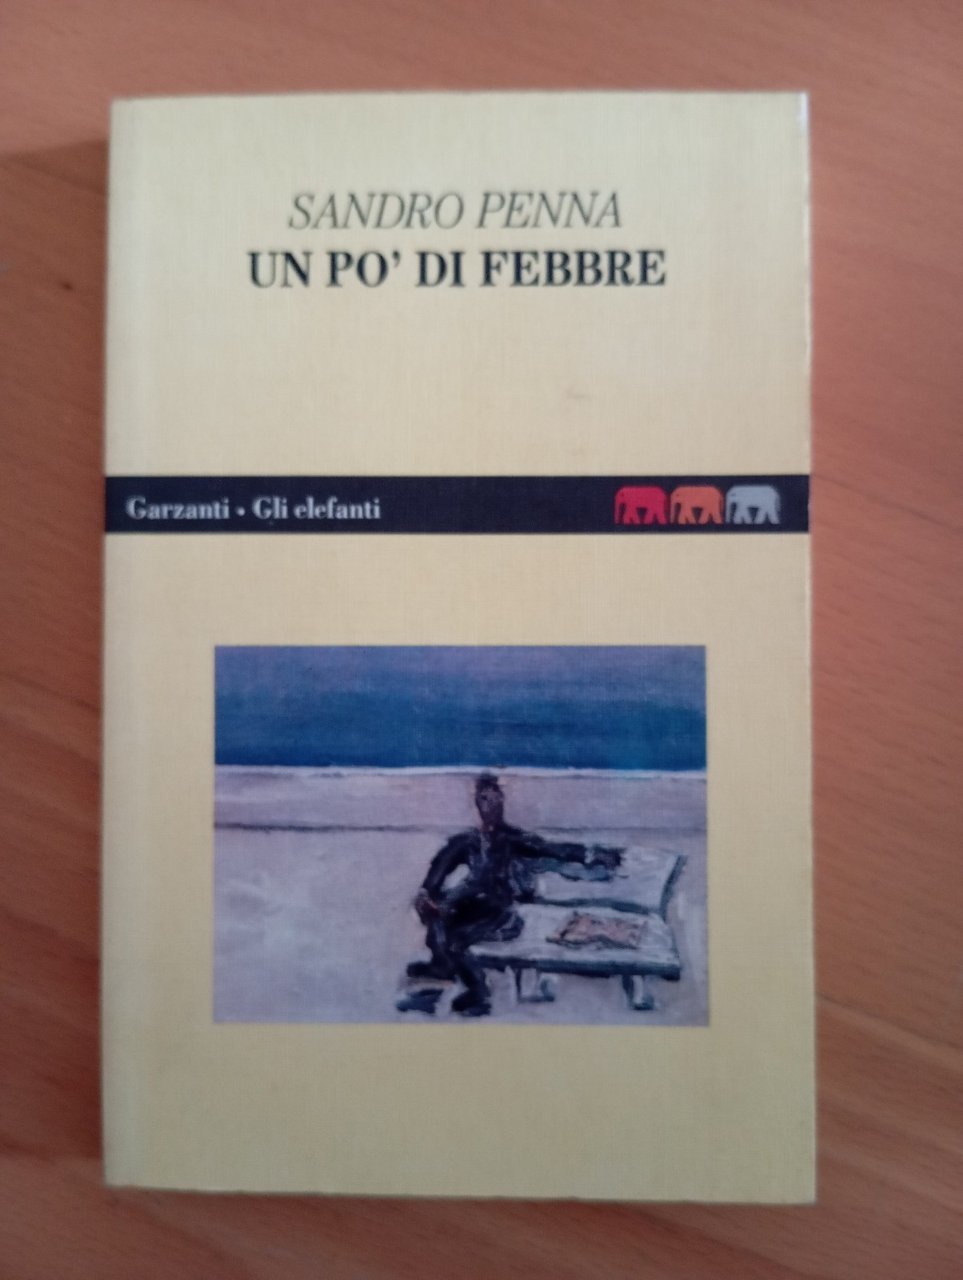 SANDRO PENNA
UN PO' DI FEBBRE
Garzanti • Gli elefanti